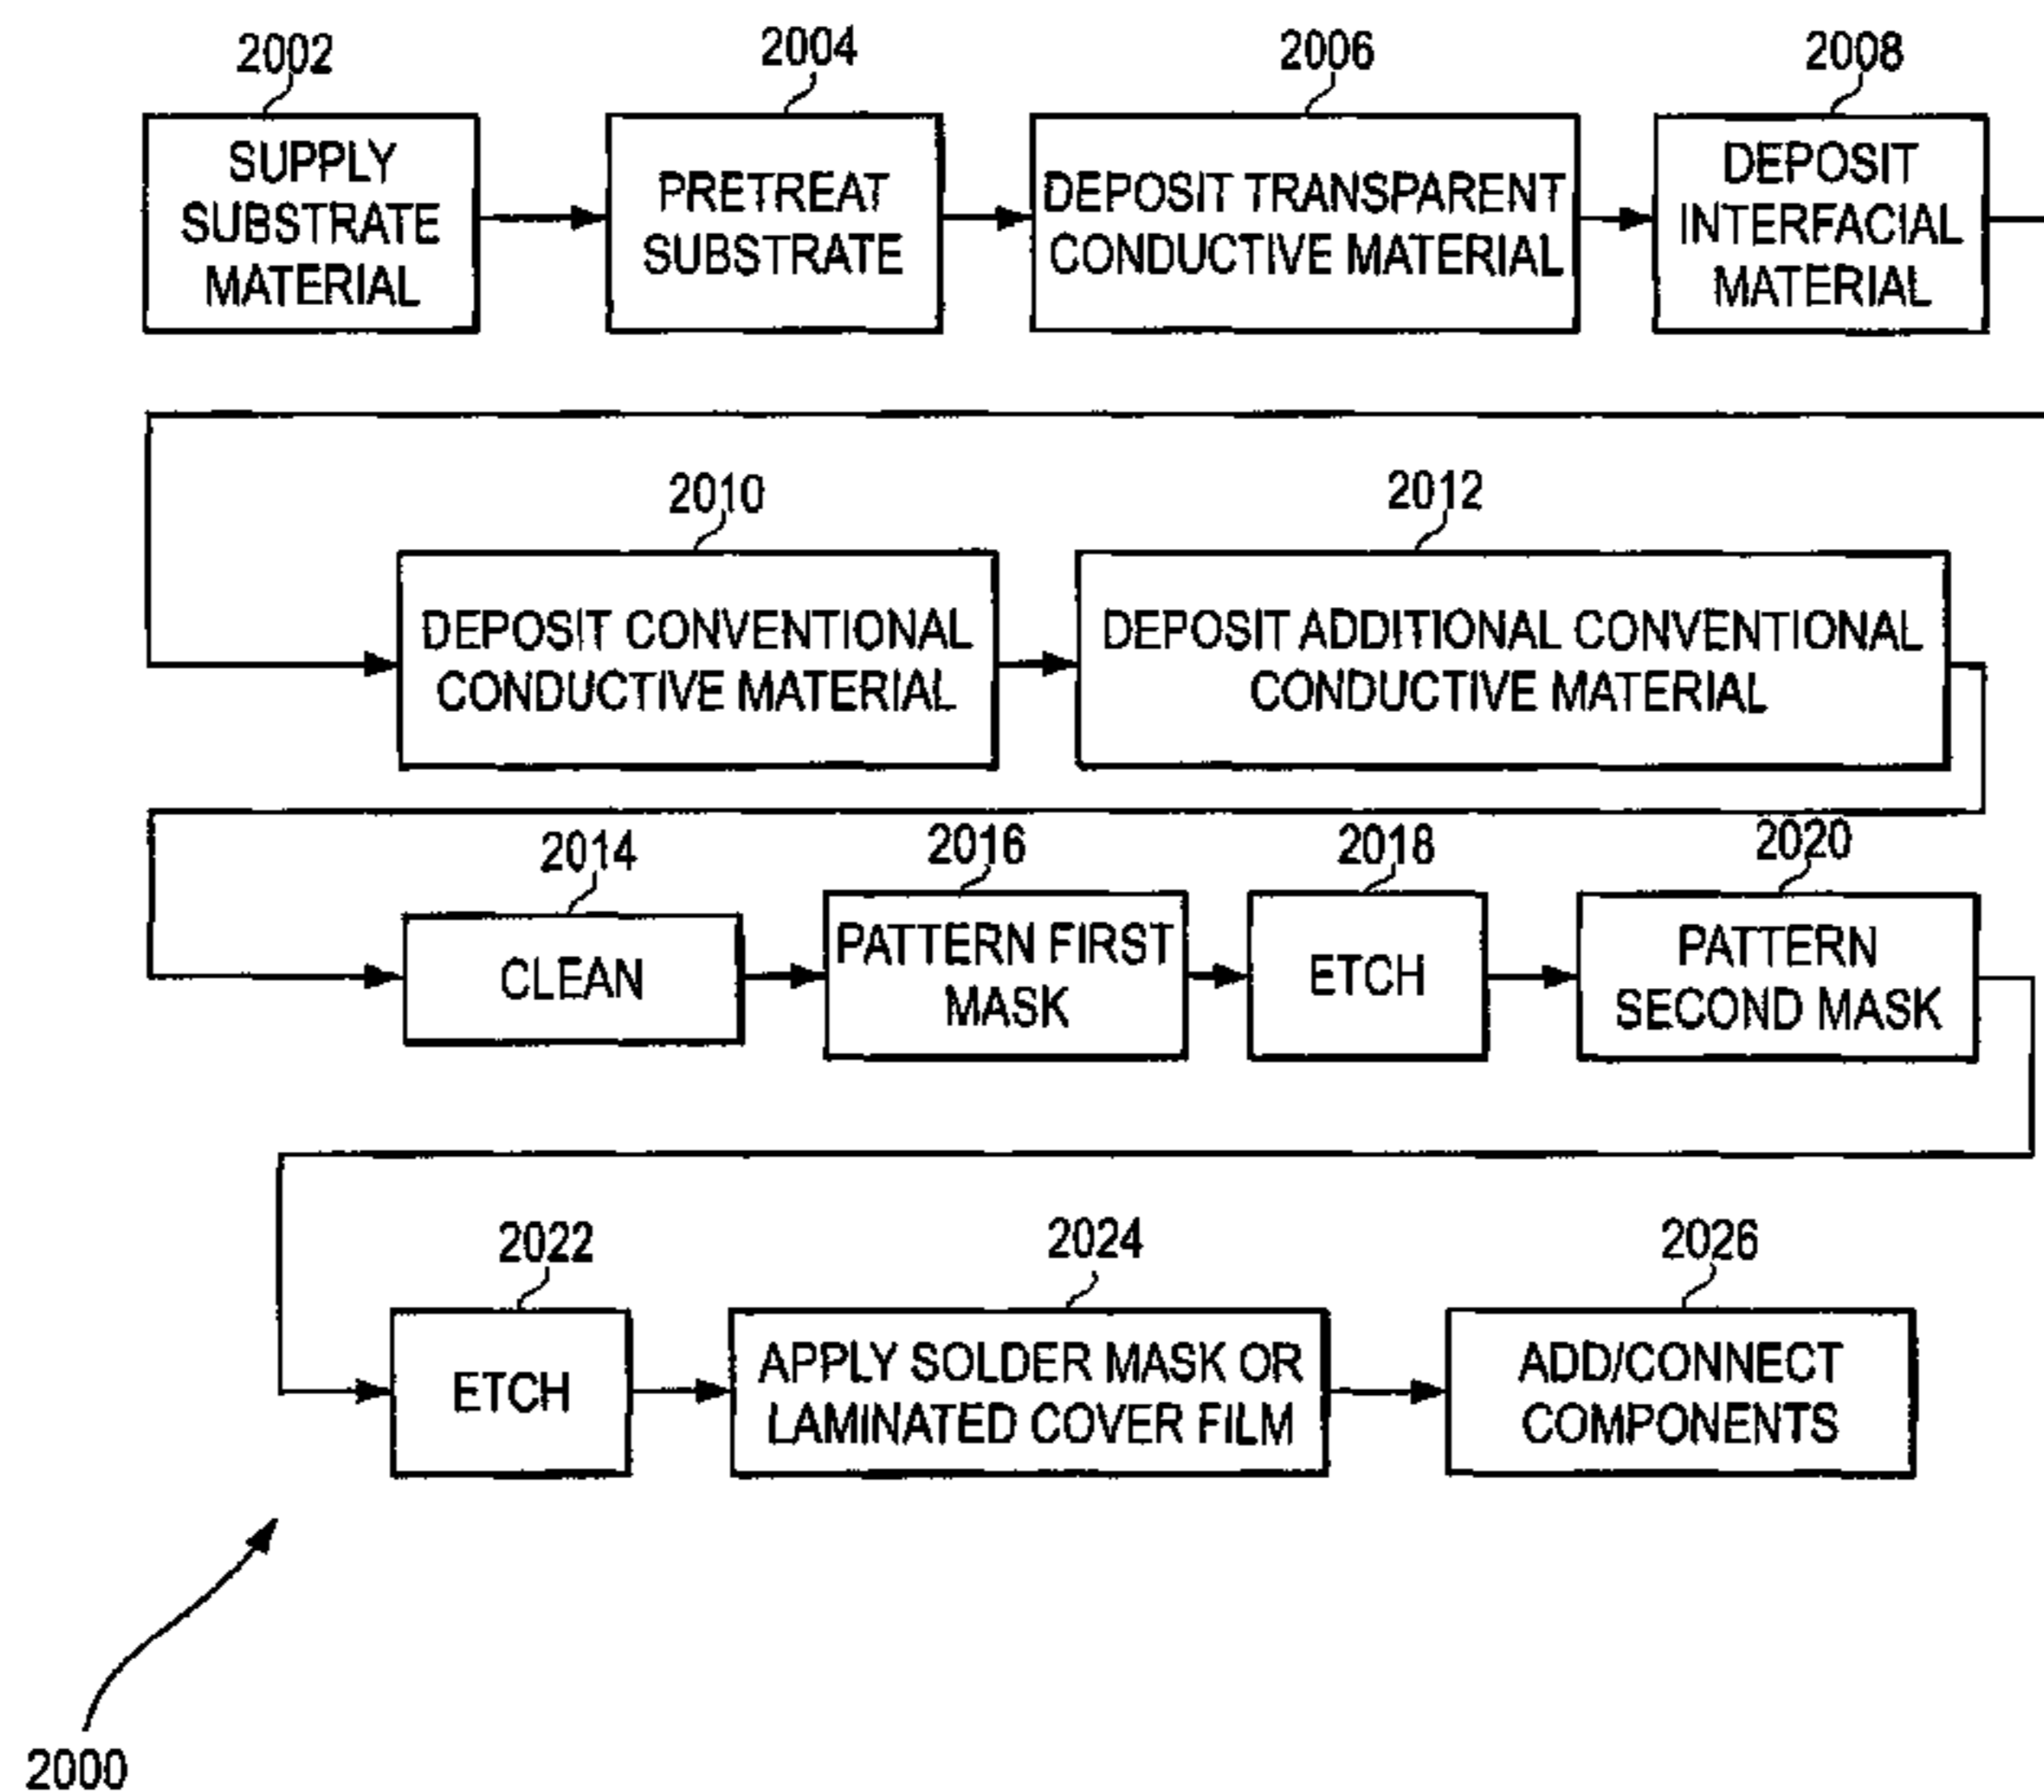 2002
SUPPLY
SUBSTRATE
MATERIAL
2004
PRETREAT
SUBSTRATE
2006
DEPOSIT TRANSPARENT
CONDUCTIVE MATERIAL
2008
DEPOSIT
INTERFACIAL
MATERIAL
2010
DEPOSIT CONVENTIONAL
CONDUCTIVE MATERIAL
2012
DEPOSIT ADDITIONAL CONVENTIONAL
CONDUCTIVE MATERIAL
2014
CLEAN
2016
PATTERN FIRST
MASK
2018
ETCH
2020
PATTERN
SECOND MASK
2022
ETCH
2024
APPLY SOLDER MASK OR
LAMINATED COVER FILM
2026
ADD/CONNECT
COMPONENTS
2000